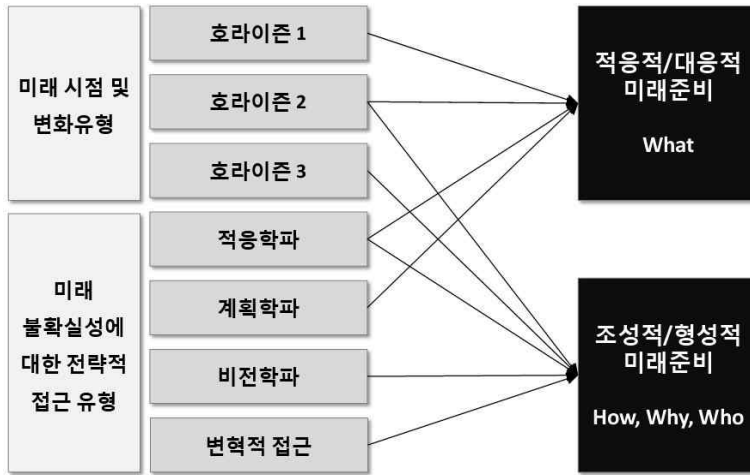 미래 시점 및
변화유형
호라이즌 1
호라이즌 2
호라이즌 3
미래
불확실성에
대한 전략적
접근 유형
적응학파
계획학파
비전학파
변혁적 접근
적응적/대응적
미래준비
What
조성적/형성적
미래준비
How, Why, Who